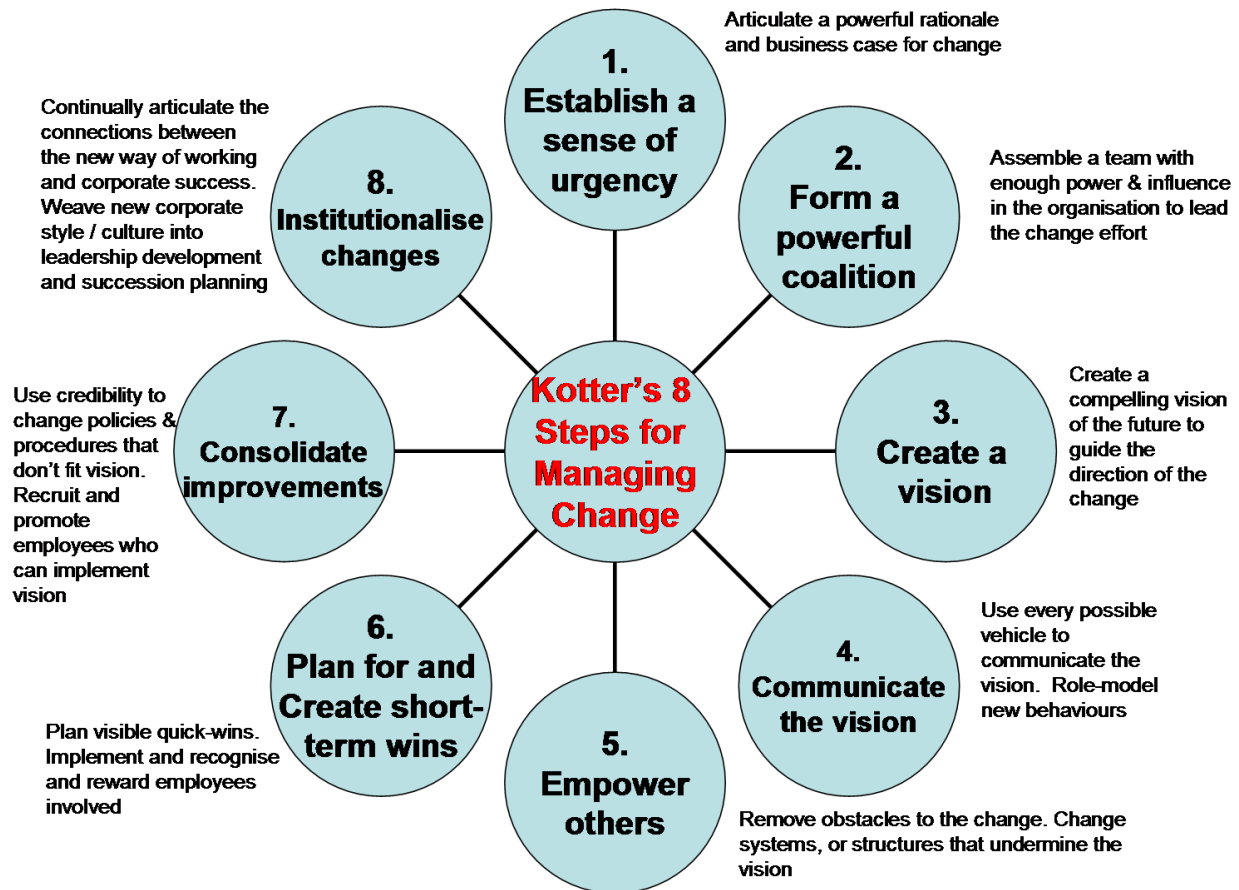 Kotter's 8
Steps for
Managing
Change
1.
Establish a
sense of
urgency
Articulate a powerful rationale
and business case for change
2.
Form a
powerful
coalition
Assemble a team with
enough power & influence
in the organisation to lead
the change effort
3.
Create a
vision
Create a
compelling vision
of the future to
guide the
direction of the
change
4.
Communicate
the vision
Use every possible
vehicle to
communicate the
vision.  Role-model
new behaviours
5.
Empower
others
Remove obstacles to the change. Change
systems, or structures that undermine the
vision
6.
Plan for and
Create short-
term wins
Plan visible quick-wins.
Implement and recognise
and reward employees
involved
7.
Consolidate
improvements
Use credibility to
change policies &
procedures that
don't fit vision.
Recruit and
promote
employees who
can implement
vision
8.
Institutionalise
changes
Continually articulate the
connections between
the new way of working
and corporate success.
Weave new corporate
style / culture into
leadership development
and succession planning